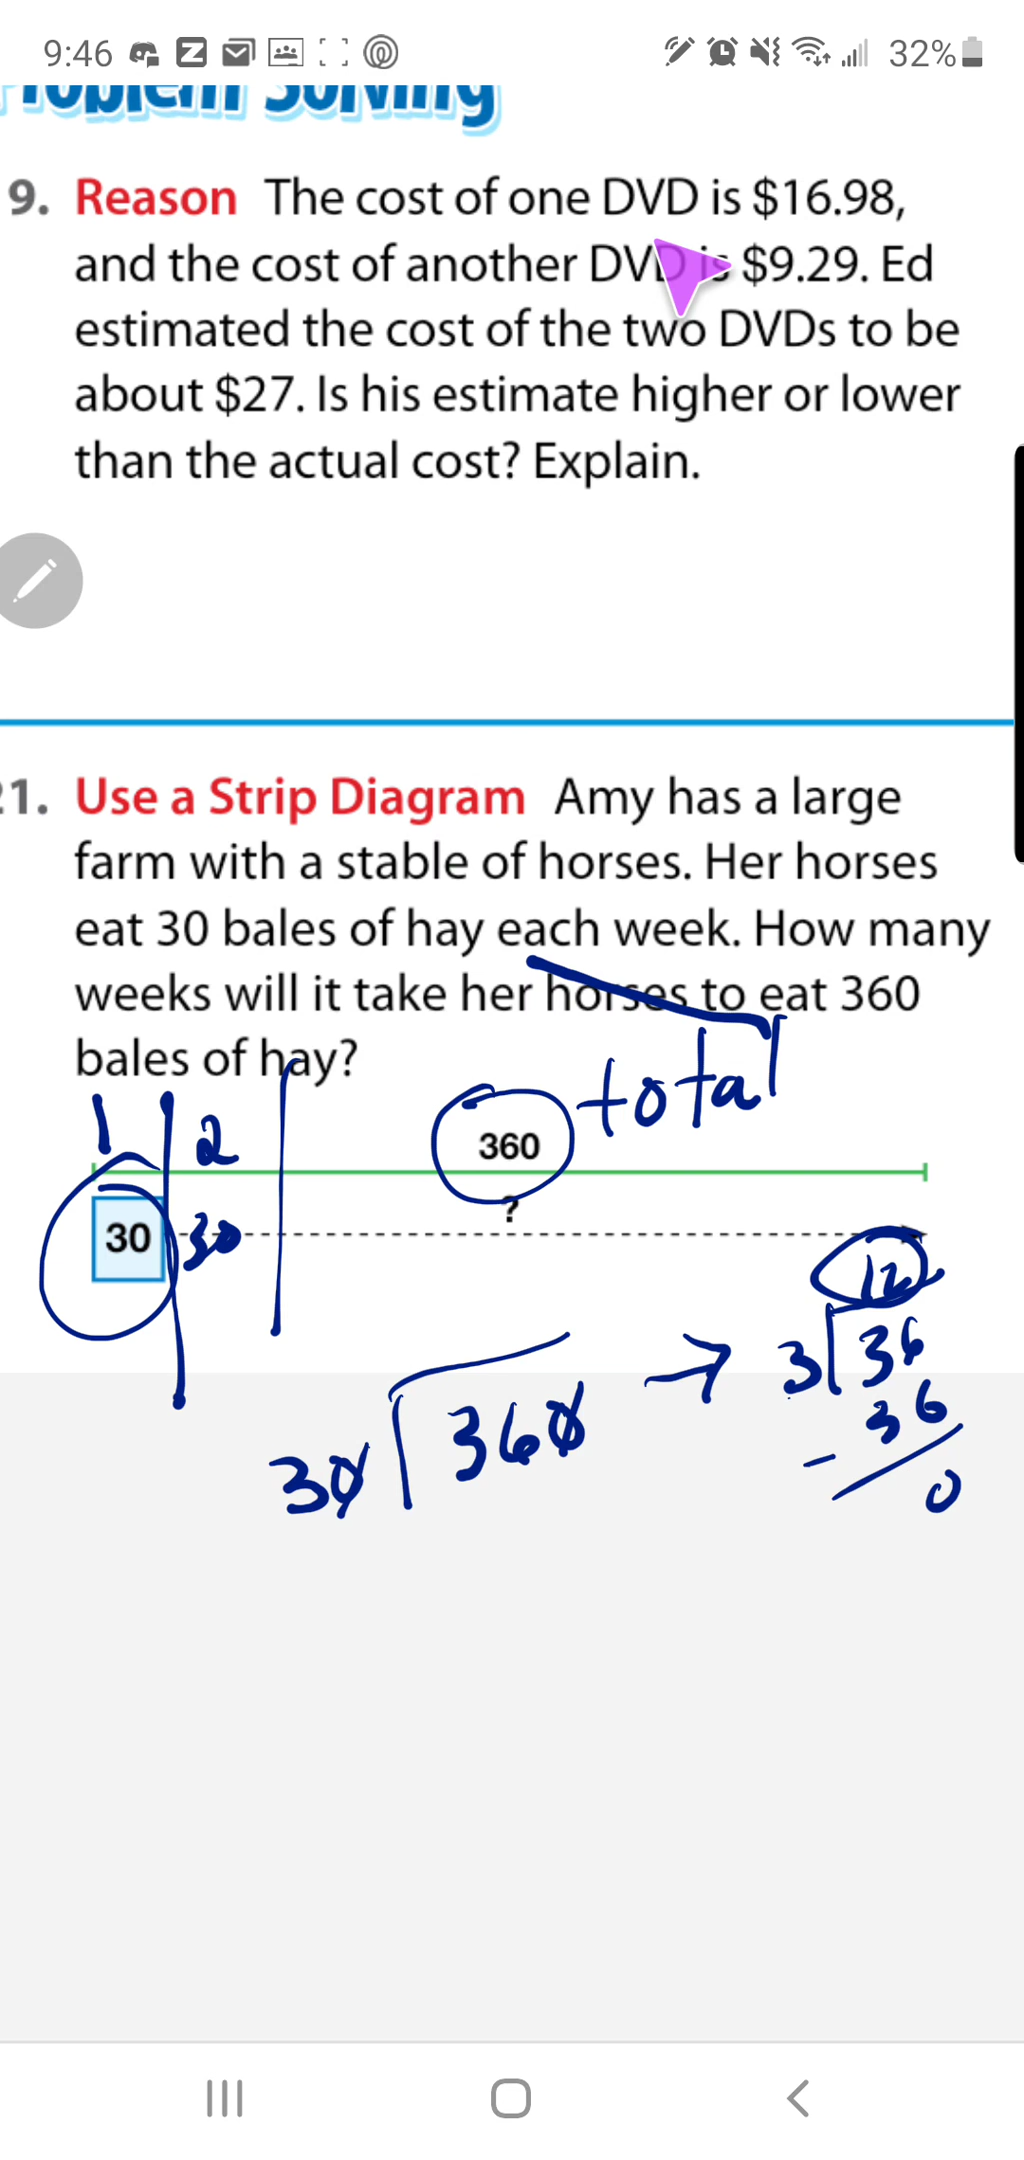 9:46 32%
Problem Solving
9. Reason The cost of one DVD is $16.98,
and the cost of another DVD is $9.29. Ed
estimated the cost of the two DVDs to be
about $27. Is his estimate higher or lower
than the actual cost? Explain.
21. Use a Strip Diagram Amy has a large
farm with a stable of horses. Her horses
eat 30 bales of hay each week. How many
weeks will it take her horses to eat 360
bales of hay?
total
1 2
360
?
30 30
12
3 36
30 360
- 36
0